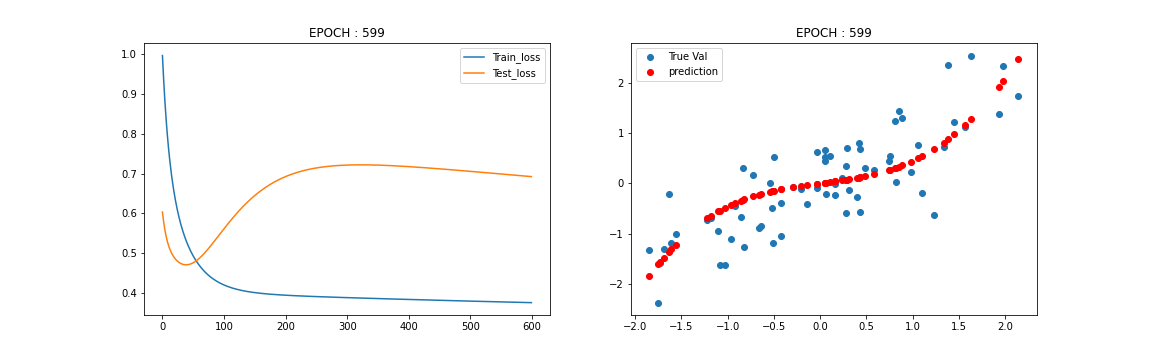 EPOCH : 599
Train_loss
Test_loss
1.0
0.9
0.8
0.7
0.6
0.5
0.4
0 100 200 300 400 500 600
EPOCH : 599
True Val
prediction
2
1
0
−1
−2
−2.0 −1.5 −1.0 −0.5 0.0 0.5 1.0 1.5 2.0